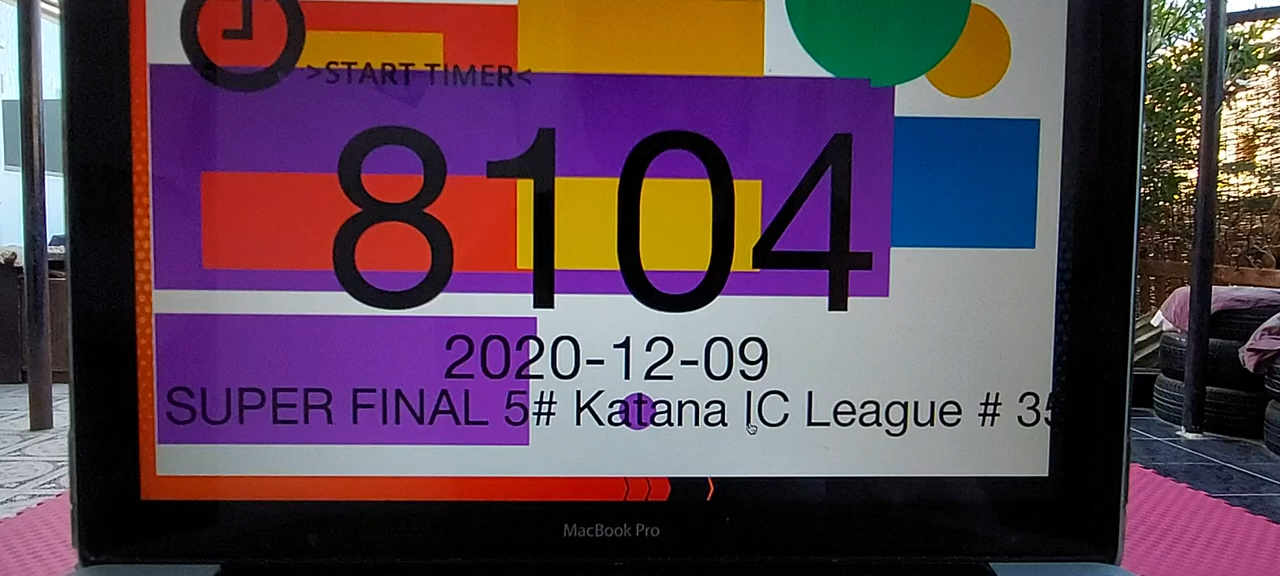 >START TIMER<
8104
2020-12-09
SUPER FINAL 5# Katana IC League # 35
MacBook Pro